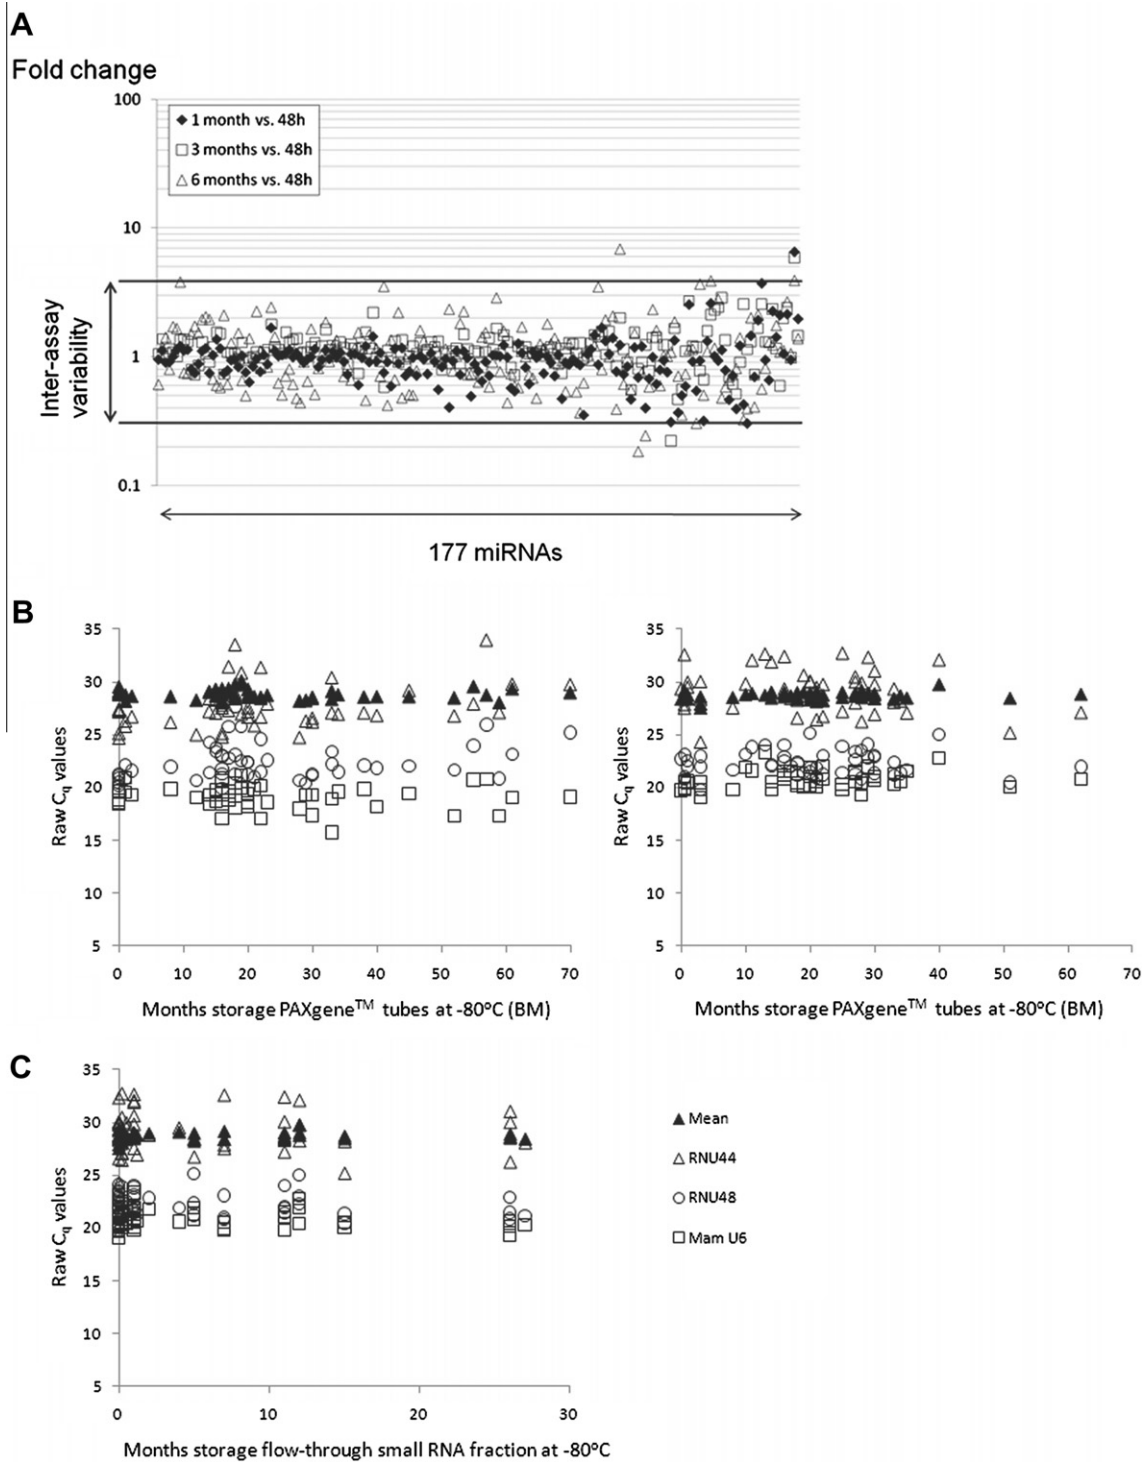 A
Fold change
100
10
1
0.1
1 month vs. 48h
3 months vs. 48h
6 months vs. 48h
Inter-assay
variability
177 miRNAs
B
35
30
25
20
15
10
5
Raw Cq values
0 10 20 30 40 50 60 70
Months storage PAXgeneTM tubes at -80ºC (BM)
35
30
25
20
15
10
5
Raw Cq values
0 10 20 30 40 50 60 70
Months storage PAXgeneTM tubes at -80ºC (BM)
C
35
30
25
20
15
10
5
Raw Cq values
0 10 20 30
Months storage flow-through small RNA fraction at -80ºC
Mean
RNU44
RNU48
Mam U6